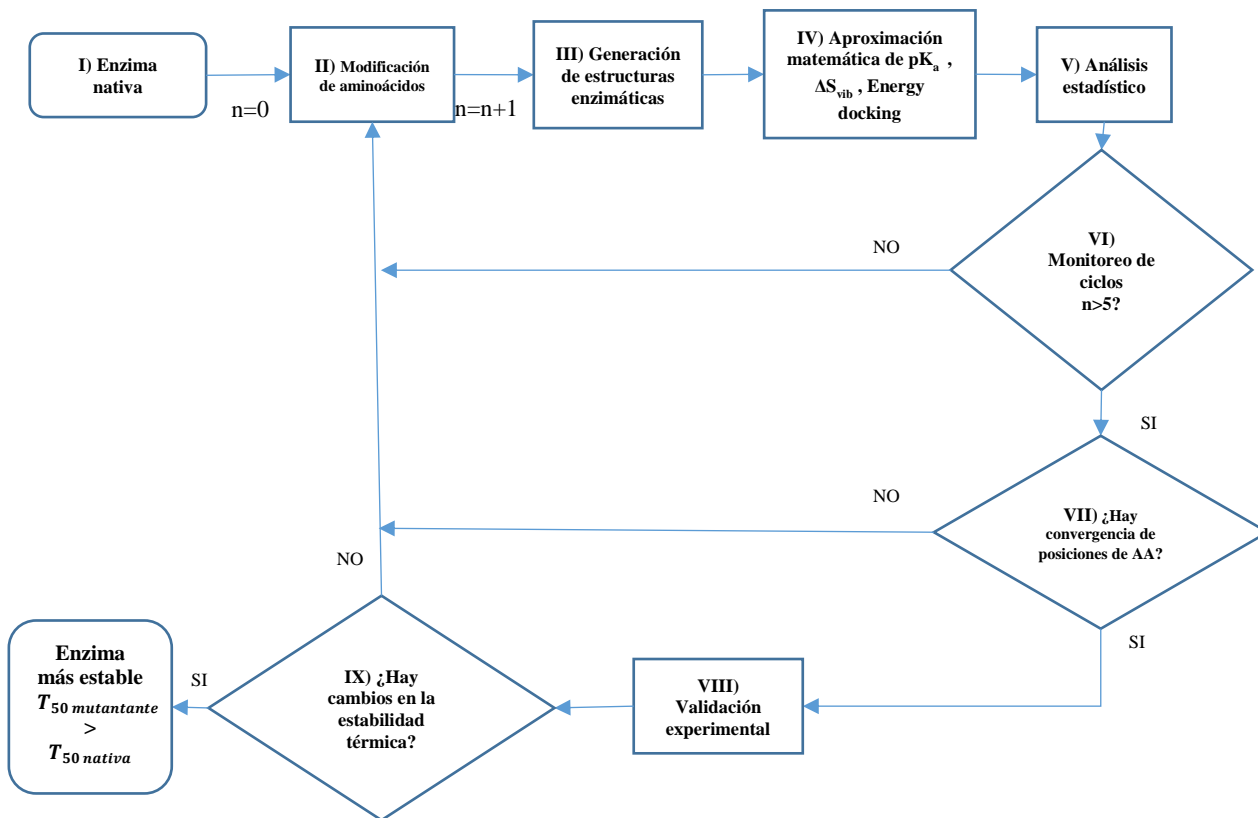 I) Enzima
nativa
n=0
II) Modificación
de aminoácidos
n=n+1
III) Generación
de estructuras
enzimáticas
IV) Aproximación
matemática de pKa ,
ΔSvib , Energy
docking
V) Análisis
estadístico
VI)
Monitoreo de
ciclos
n>5?
NO
SI
VII) ¿Hay
convergencia de
posiciones de AA?
NO
SI
VIII)
Validación
experimental
IX) ¿Hay
cambios en la
estabilidad
térmica?
NO
SI
Enzima
más estable
T50 mutantante
>
T50 nativa